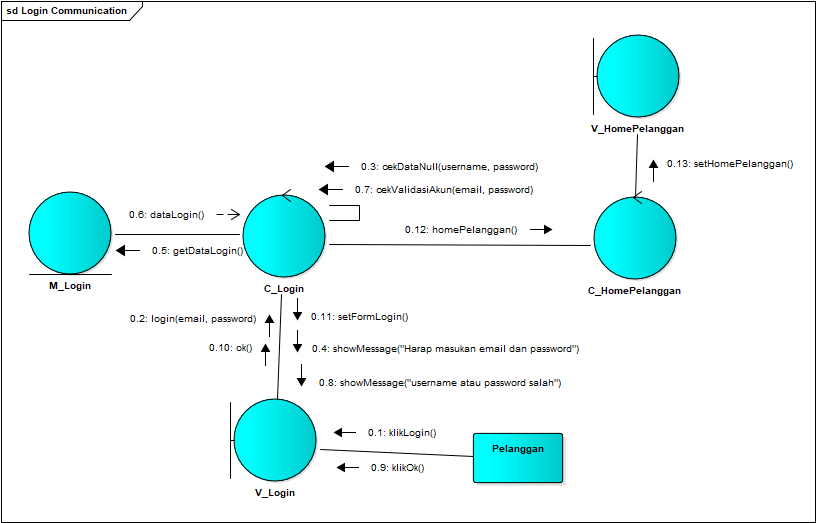 sd Login Communication
V_HomePelanggan
0.3: cekDataNull(username, password)
0.13: setHomePelanggan()
0.7: cekValidasiAkun(email, password)
0.6: dataLogin()
0.12: homePelanggan()
0.5: getDataLogin()
M_Login
C_Login
C_HomePelanggan
0.2: login(email, password)
0.11: setFormLogin()
0.10: ok()
0.4: showMessage("Harap masukan email dan password")
0.8: showMessage("username atau password salah")
0.1: klikLogin()
Pelanggan
0.9: klikOk()
V_Login